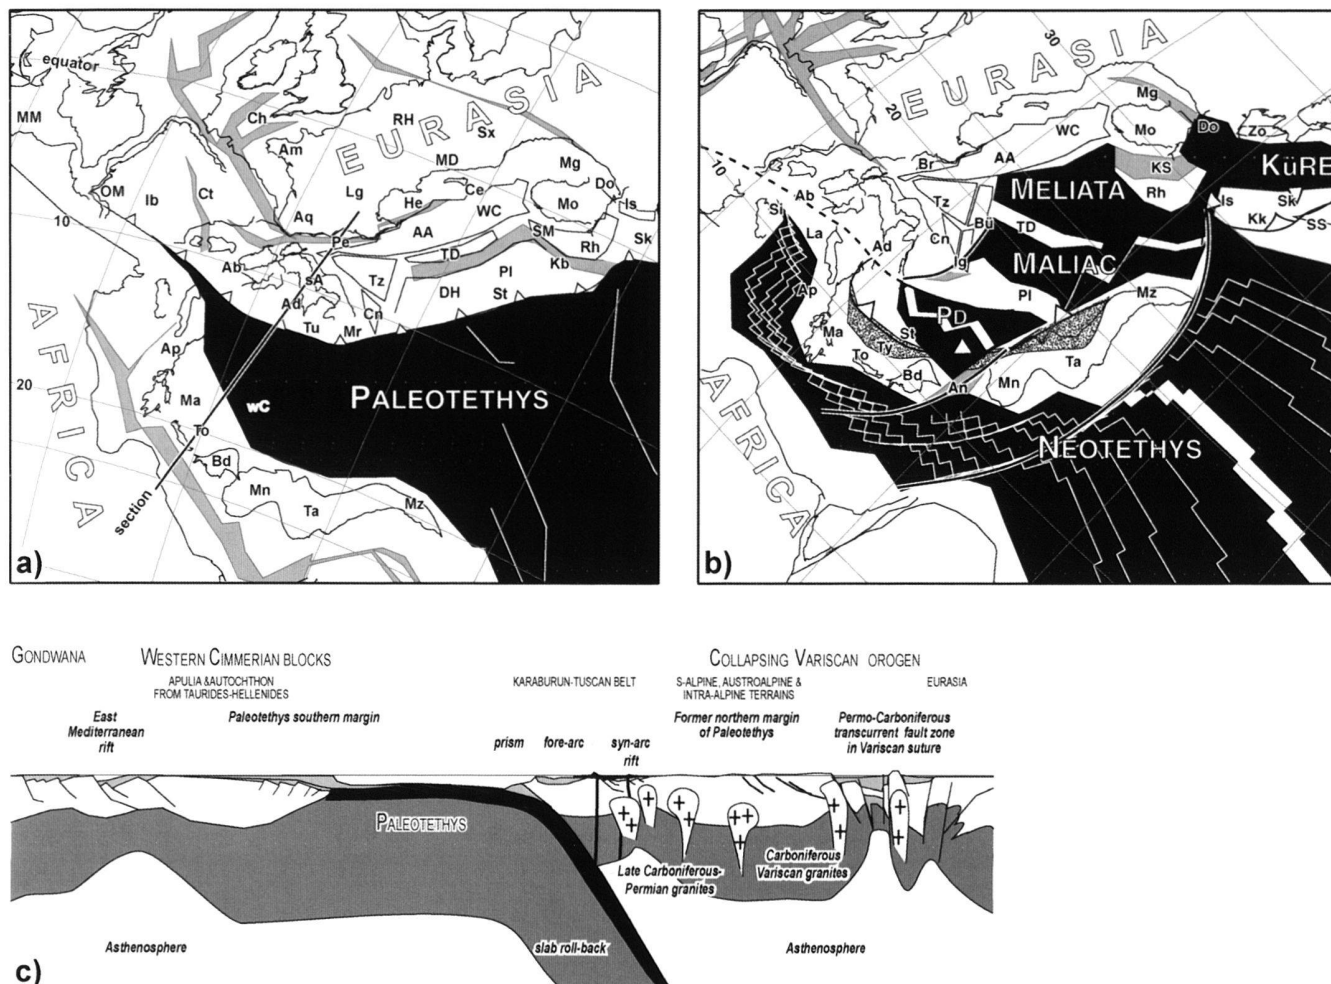 equator
MM
OM
Ib
10
Ct
Ch
Am
RH
EURASIA
Sx
Lg
MD
Mg
Aq
He
Ce
Do
Mo
Is
WC
AA
Pe
SM
Rh
Sk
TD
Kb
Ab
sA
Tz
Pl
DH
St
Ad
Cn
Tu
Mr
AFRICA
Ap
20
Ma
wC
PALEOTETHYS
To
Bd
section
Mn
Ta
Mz
a)
30
EURASIA
Mg
20
WC
Mo
Do
Zo
Br
AA
KÜRE
10
Ab
KS
MELIATA
Rh
Si
Tz
Is
Sk
La
Bü
Kk
SS
Cn
TD
Ad
Ig
MALIAC
Ap
Pl
Mz
PD
Ma
St
Ty
To
Ta
Bd
An
Mn
AFRICA
NEOTETHYS
b)
GONDWANA
WESTERN CIMMERIAN BLOCKS
COLLAPSING VARISCAN OROGEN
APULIA &AUTOCHTHON
FROM TAURIDES-HELLENIDES
KARABURUN-TUSCAN BELT
S-ALPINE, AUSTROALPINE &
INTRA-ALPINE TERRAINS
EURASIA
East
Mediterranean
rift
Paleotethys southern margin
prism
fore-arc
syn-arc
rift
Former northern margin
of Paleotethys
Permo-Carboniferous
transcurrent fault zone
in Variscan suture
PALEOTETHYS
Late Carboniferous-
Permian granites
Carboniferous
Variscan granites
Asthenosphere
slab roll-back
Asthenosphere
c)